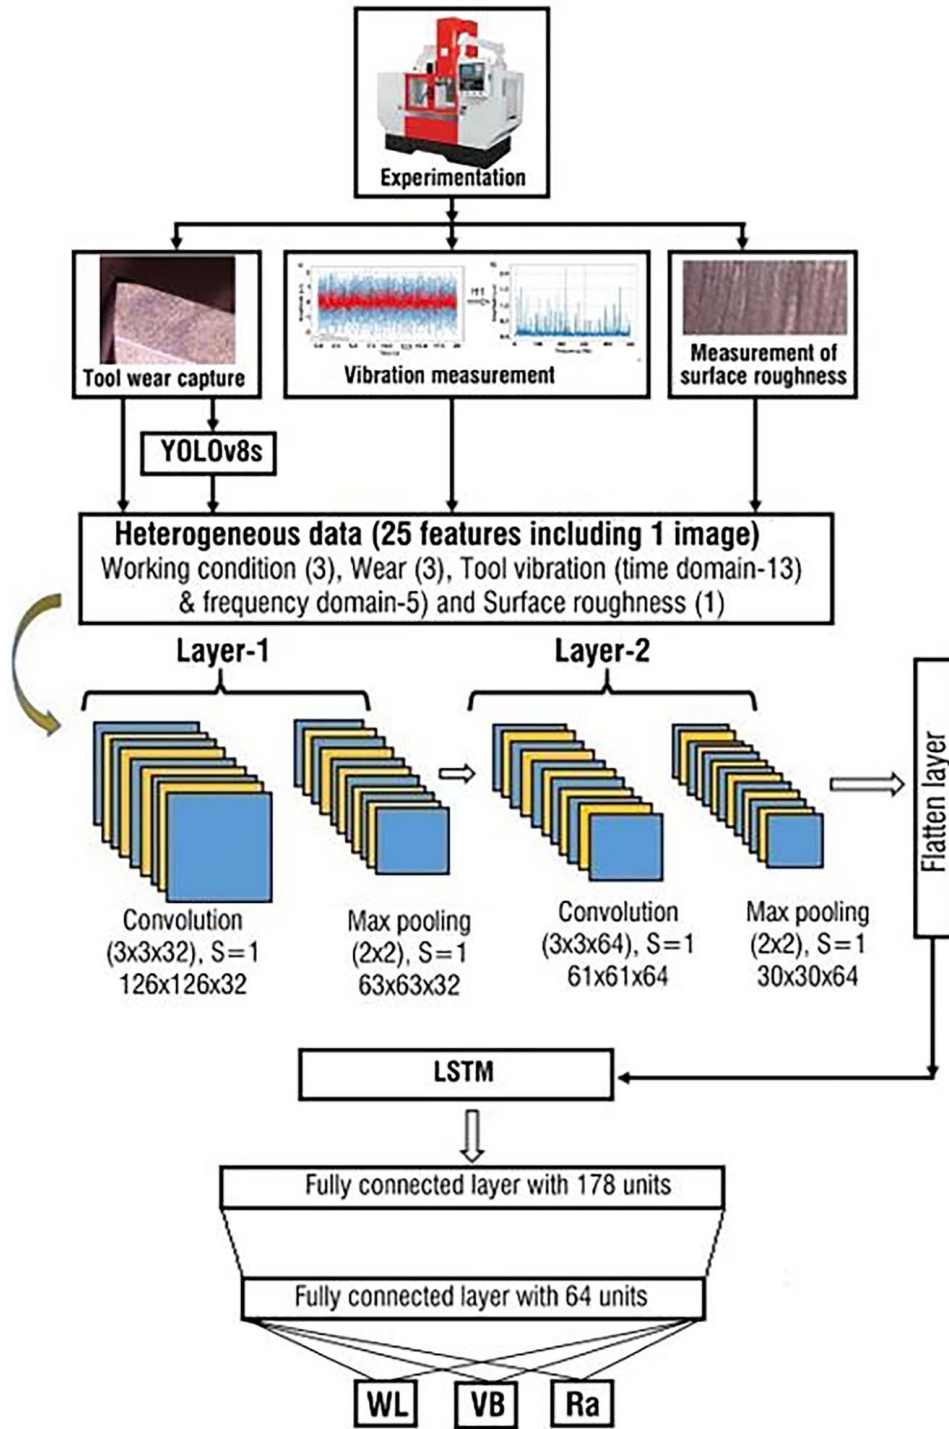 Experimentation
Tool wear capture
Vibration measurement
Measurement of
surface roughness
YOLOv8s
Heterogeneous data (25 features including 1 image)
Working condition (3), Wear (3), Tool vibration (time domain-13)
& frequency domain-5) and Surface roughness (1)
Layer-1
Layer-2
Flatten layer
Convolution
(3x3x32), S=1
126x126x32
Max pooling
(2x2), S=1
63x63x32
Convolution
(3x3x64), S=1
61x61x64
Max pooling
(2x2), S=1
30x30x64
LSTM
Fully connected layer with 178 units
Fully connected layer with 64 units
WL
VB
Ra